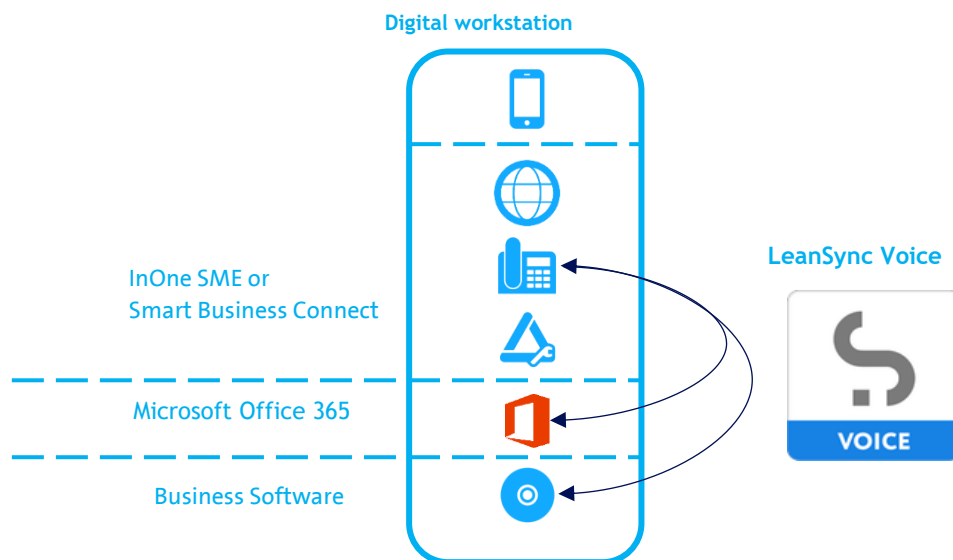 Digital workstation
LeanSync Voice
InOne SME or
Smart Business Connect
VOICE
Microsoft Office 365
Business Software